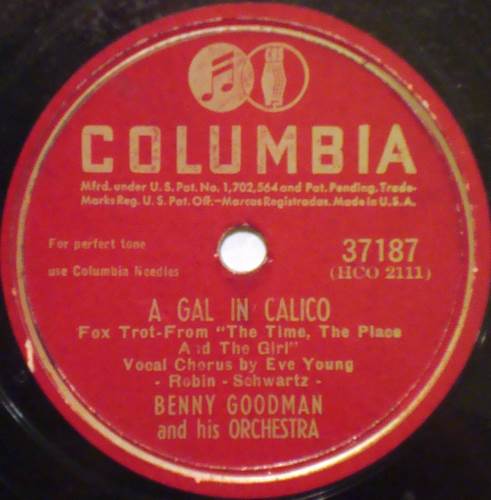 CBS
COLUMBIA
Mfrd. under U.S. Pat. No. 1,702,564 and Pat. Pending. Trade-
Marks Reg. U.S. Pat. Off.—Marcas Registradas. Made in U.S.A.
For perfect tone
use Columbia Needles
37187
(HCO 2111)
A GAL IN CALICO
Fox Trot-From "The Time, The Place
And The Girl"
Vocal Chorus by Eve Young
- Robin - Schwartz -
BENNY GOODMAN
and his ORCHESTRA